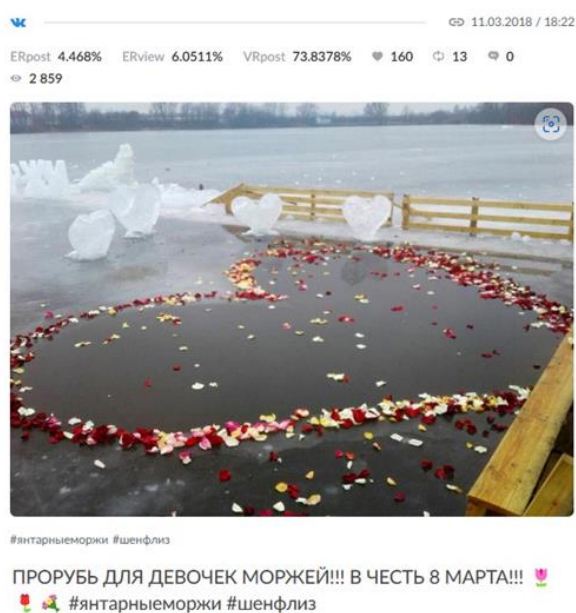 11.03.2018 / 18:22
ERpost 4.468% ERview 6.0511% VRpost 73.8378% 160 13 0
2 859
#янтарныеморжи #шенфлиз
ПРОРУБЬ ДЛЯ ДЕВОЧЕК МОРЖЕЙ!!! В ЧЕСТЬ 8 МАРТА!!!
#янтарныеморжи #шенфлиз